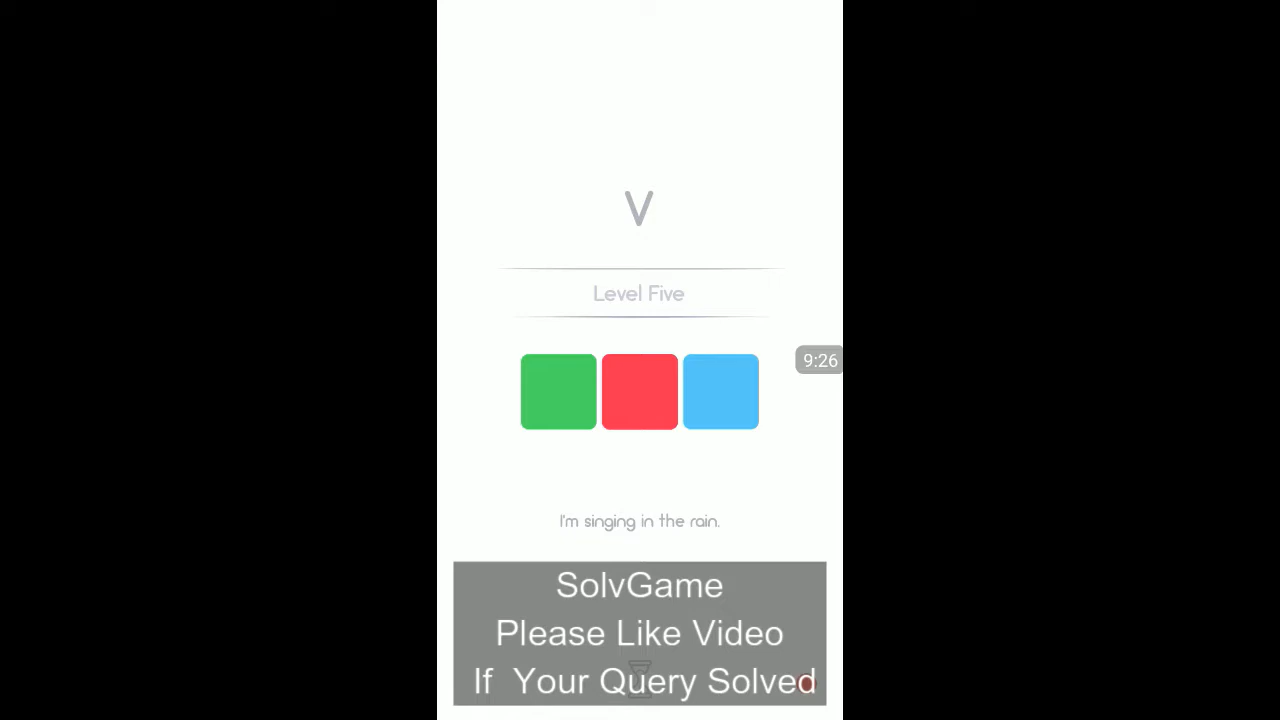 V
Level Five
9:26
I'm singing in the rain.
SolvGame
Please Like Video
If Your Query Solved